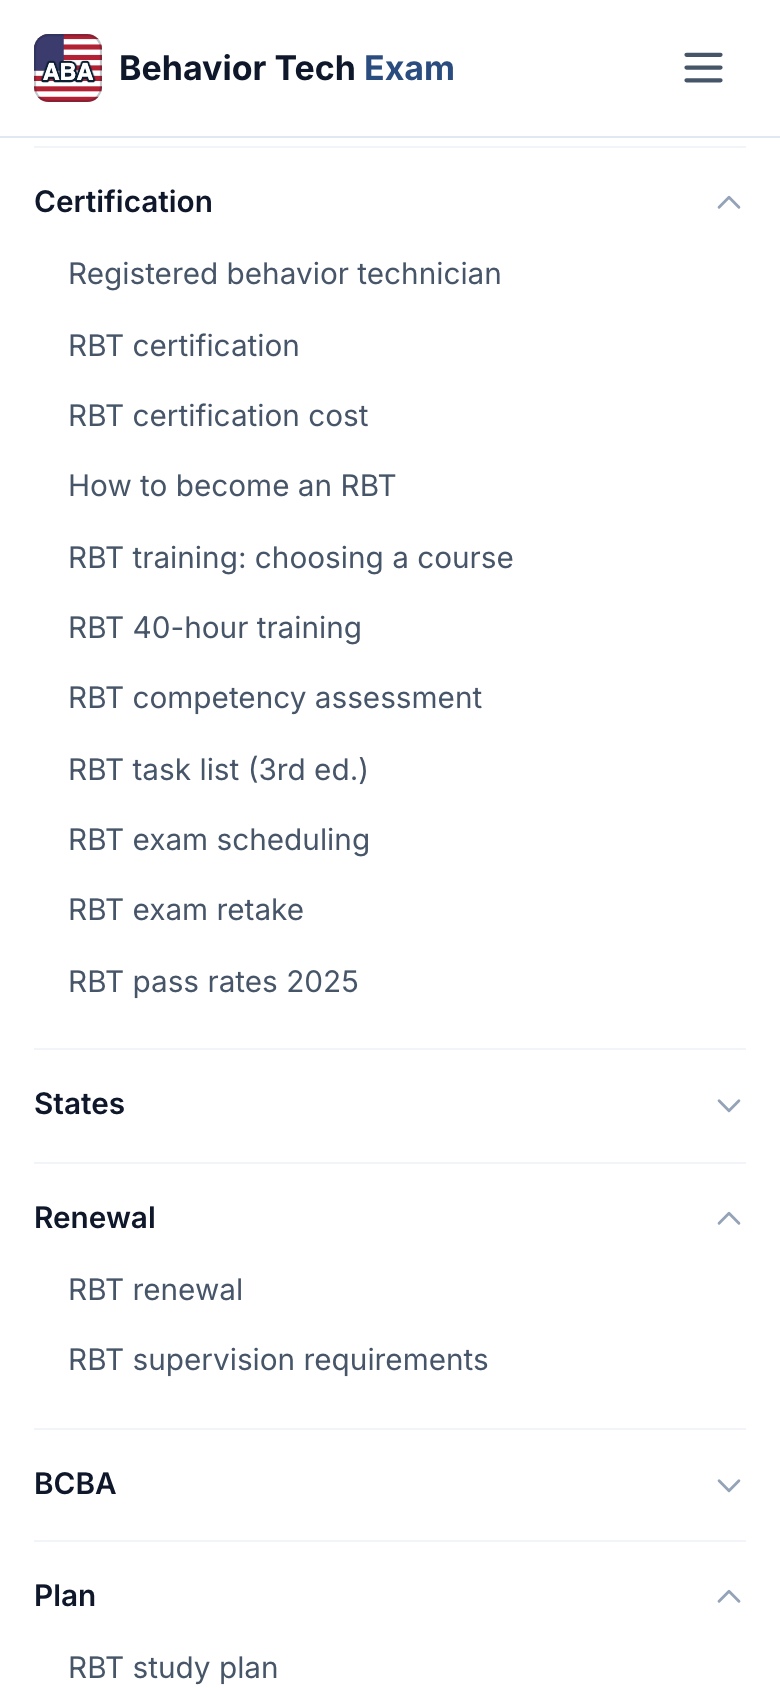 ABA
Behavior Tech Exam
Certification
Registered behavior technician
RBT certification
RBT certification cost
How to become an RBT
RBT training: choosing a course
RBT 40-hour training
RBT competency assessment
RBT task list (3rd ed.)
RBT exam scheduling
RBT exam retake
RBT pass rates 2025
States
Renewal
RBT renewal
RBT supervision requirements
BCBA
Plan
RBT study plan